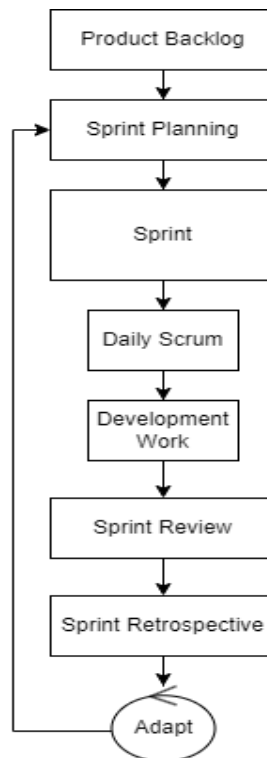 Product Backlog
Sprint Planning
Sprint
Daily Scrum
Development
Work
Sprint Review
Sprint Retrospective
Adapt